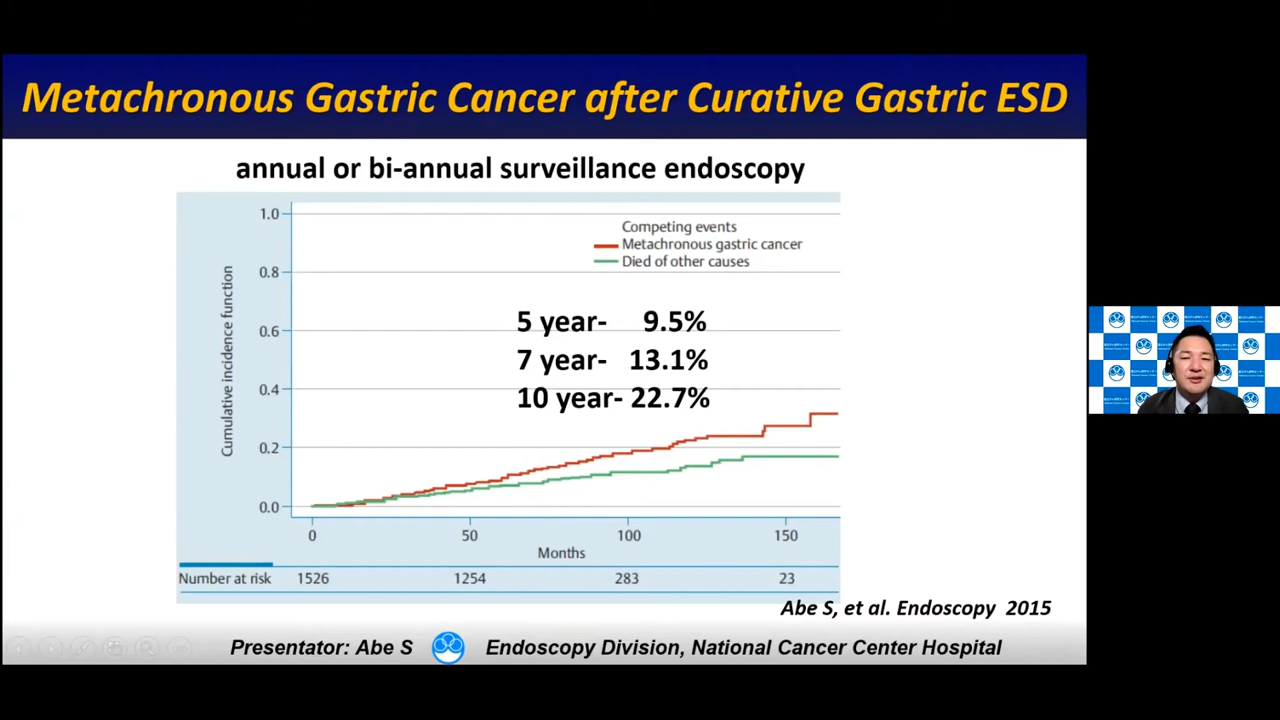 Metachronous Gastric Cancer after Curative Gastric ESD
annual or bi-annual surveillance endoscopy
Cumulative incidence function
1.0
0.8
0.6
0.4
0.2
0.0
Competing events
Metachronous gastric cancer
Died of other causes
5 year- 9.5%
7 year- 13.1%
10 year- 22.7%
0 50 100 150
Months
Number at risk 1526 1254 283 23
Abe S, et al. Endoscopy 2015
Presentator: Abe S Endoscopy Division, National Cancer Center Hospital